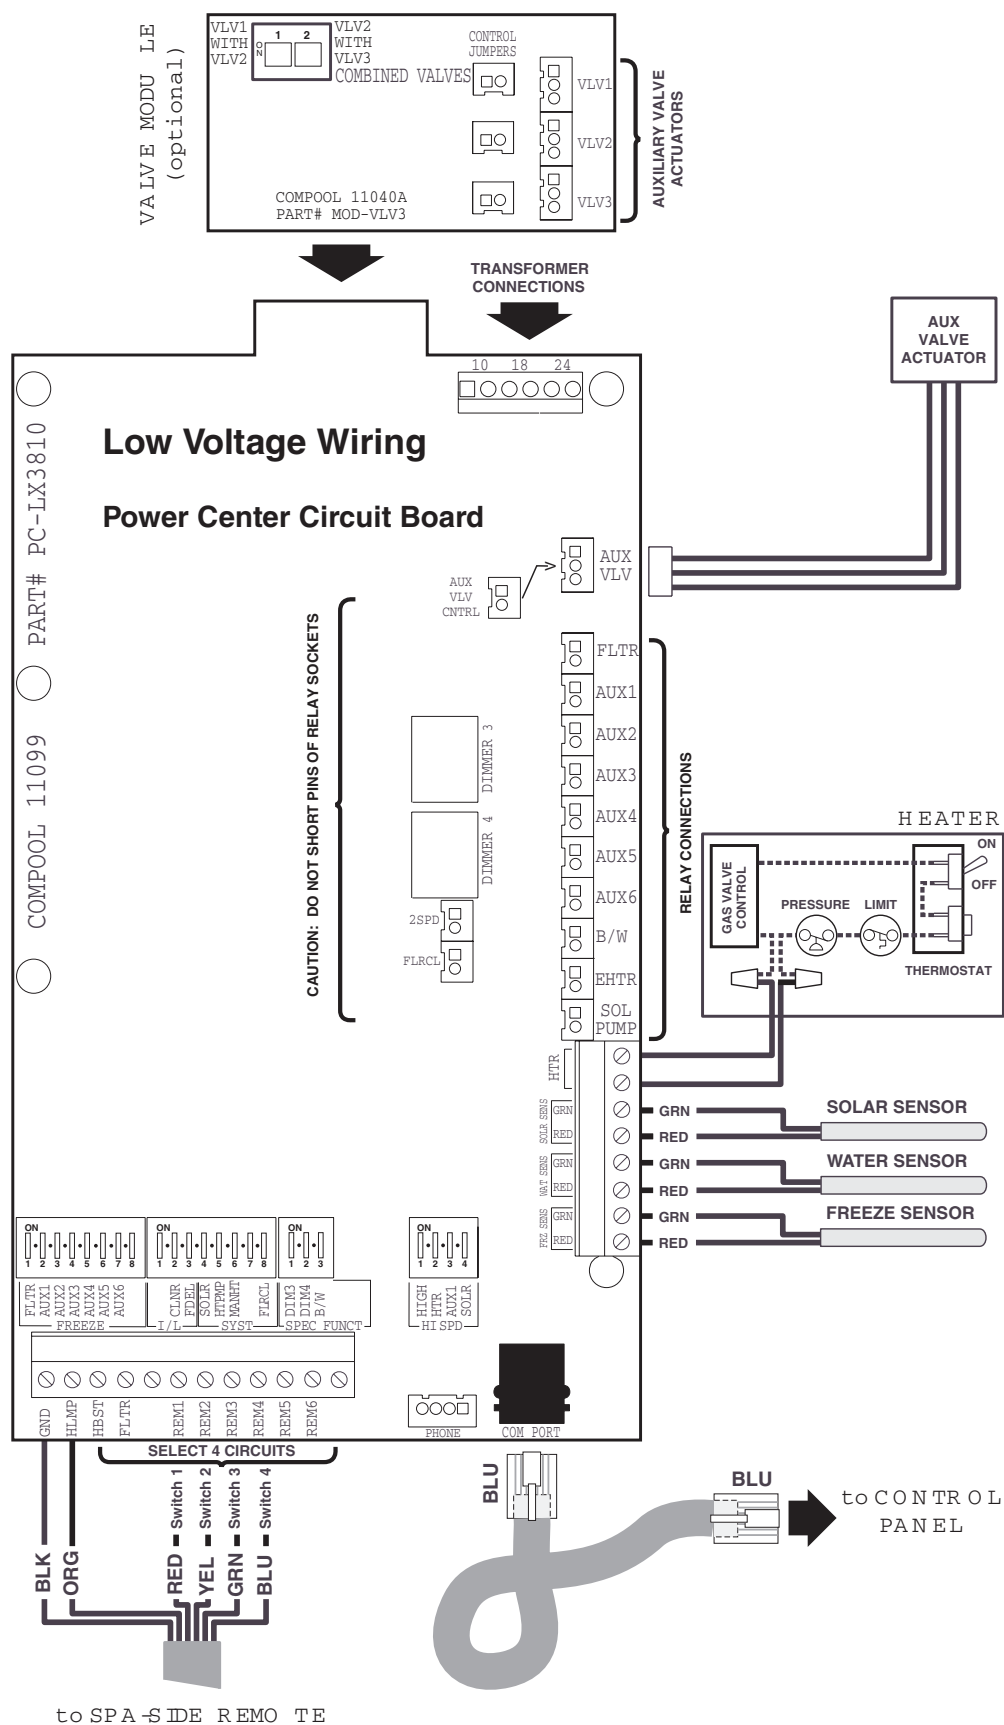 VALVE MODU LE
(optional)
VLV1
WITH
VLV2
O
N
1 2
VLV2
WITH
VLV3
COMBINED VALVES
CONTROL
JUMPERS
VLV1
VLV2
VLV3
COMPOOL 11040A
PART# MOD-VLV3
AUXILIARY VALVE
ACTUATORS
TRANSFORMER
CONNECTIONS
10 18 24
AUX
VALVE
ACTUATOR
Low Voltage Wiring
Power Center Circuit Board
COMPOOL 11099 PART# PC-LX3810
AUX
VLV
AUX
VLV
CNTRL
CAUTION: DO NOT SHORT PINS OF RELAY SOCKETS
FLTR
AUX1
AUX2
AUX3
AUX4
AUX5
AUX6
B/W
EHTR
SOL
PUMP
RELAY CONNECTIONS
DIMMER 3
DIMMER 4
2SPD
FLRCL
HEATER
ON
OFF
GAS VALVE
CONTROL
PRESSURE
LIMIT
THERMOSTAT
HTR
SOLR SENS
GRN
RED
WAT SENS
GRN
RED
FRZ SENS
GRN
RED
GRN
RED
SOLAR SENSOR
GRN
RED
WATER SENSOR
GRN
RED
FREEZE SENSOR
ON
1 2 3 4 5 6 7 8
FLTR
AUX1
AUX2
AUX3
AUX4
AUX5
AUX6
FREEZE
ON
1 2 3 4 5 6 7 8
CLNR
FDEL
SOLR
HTPMP
MANHT
FLRCL
I/L
SYST
ON
1 2 3
DIM3
DIM4
B/W
SPEC FUNCT
ON
1 2 3 4
HIGH
HTR
AUX1
SOLR
HISPD
GND
HLMP
HBST
FLTR
REM1
REM2
REM3
REM4
REM5
REM6
PHONE
COM PORT
SELECT 4 CIRCUITS
Switch 1
Switch 2
Switch 3
Switch 4
BLK
ORG
RED
YEL
GRN
BLU
BLU
BLU
to CONTROL
PANEL
to SPA-SIDE REMO TE